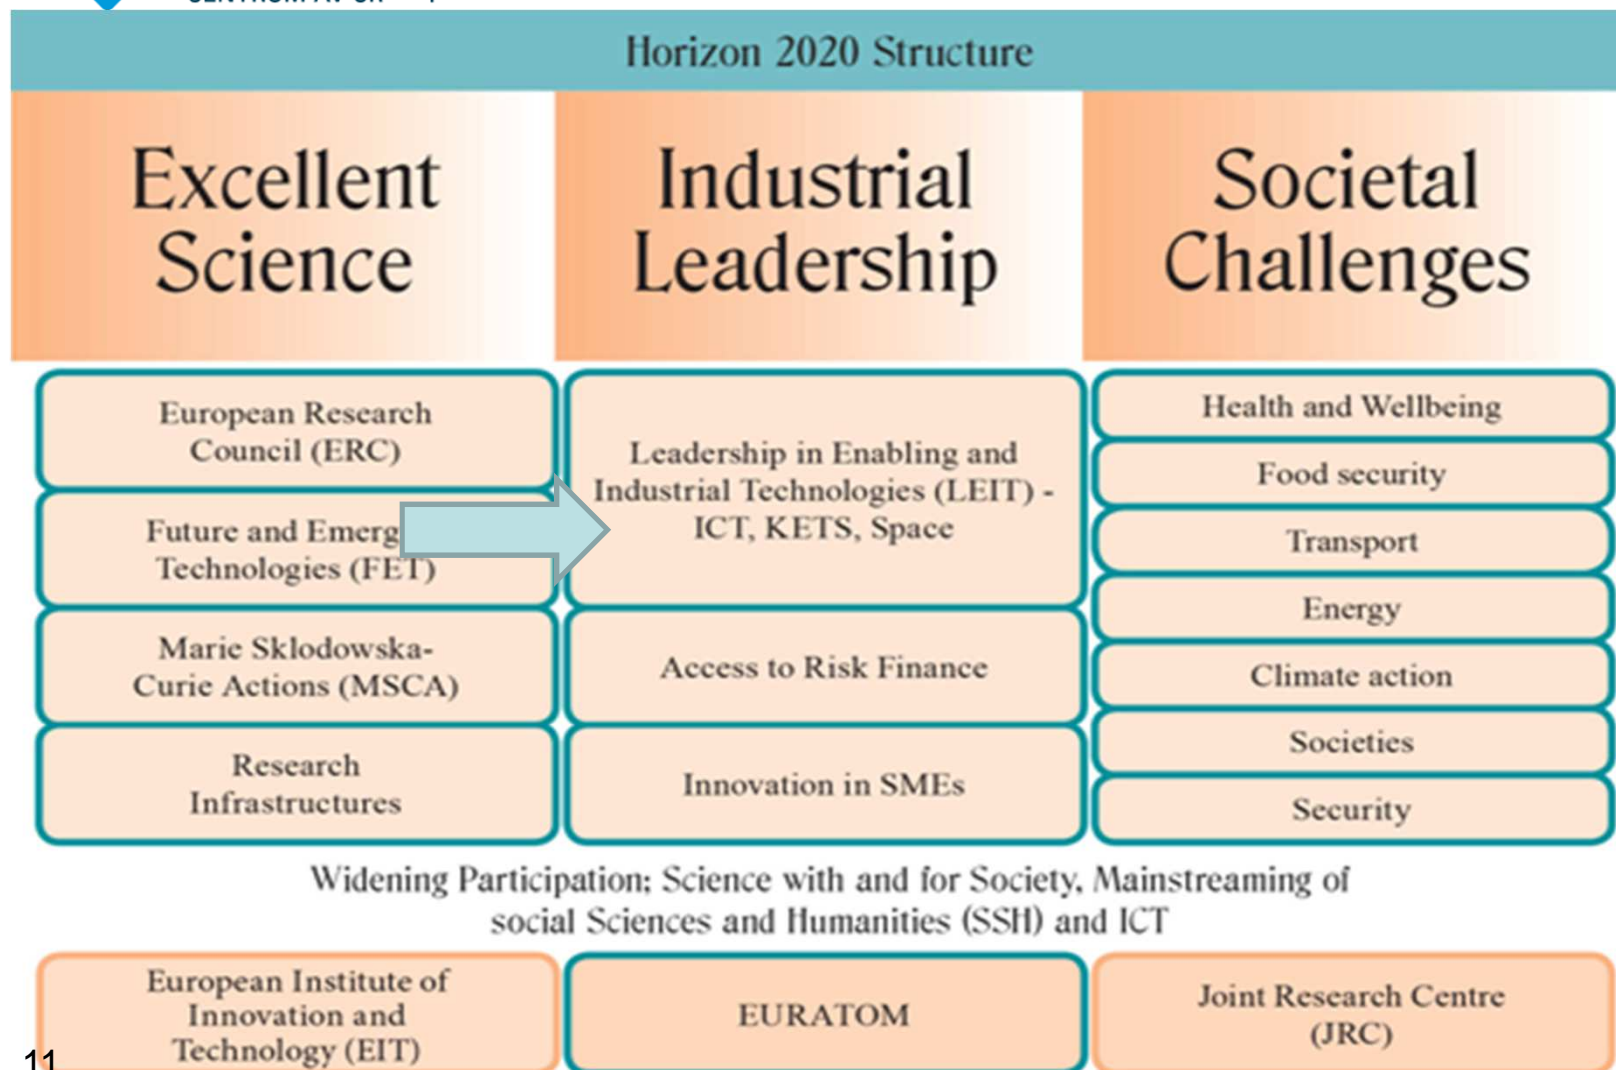 Horizon 2020 Structure
Excellent
Science
Industrial
Leadership
Societal
Challenges
European Research
Council (ERC)
Future and Emerg
Technologies (FET)
Marie Sklodowska-
Curie Actions (MSCA)
Research
Infrastructures
Leadership in Enabling and
Industrial Technologies (LEIT) -
ICT, KETS, Space
Access to Risk Finance
Innovation in SMEs
Health and Wellbeing
Food security
Transport
Energy
Climate action
Societies
Security
Widening Participation; Science with and for Society, Mainstreaming of
social Sciences and Humanities (SSH) and ICT
European Institute of
Innovation and
Technology (EIT)
EURATOM
Joint Research Centre
(JRC)
11